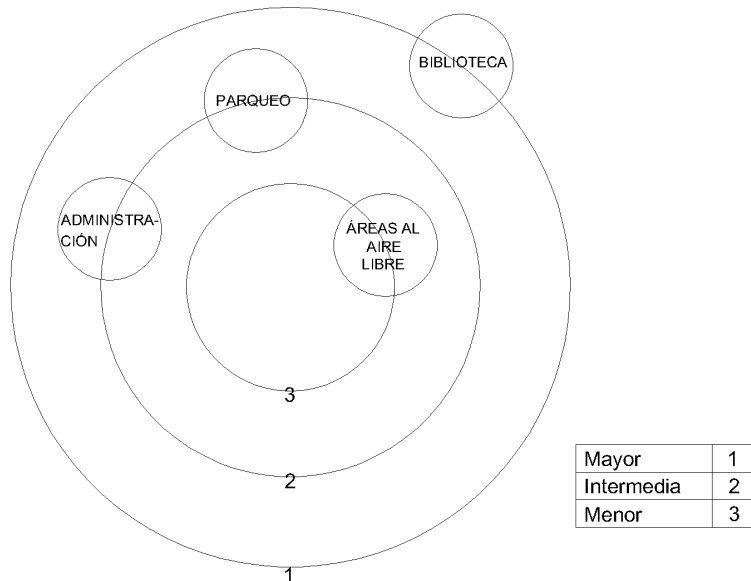 BIBLIOTECA
PARQUEO
ADMINISTRA-
CIÓN
ÁREAS AL
AIRE
LIBRE
3
2
1
Mayor 1
Intermedia 2
Menor 3